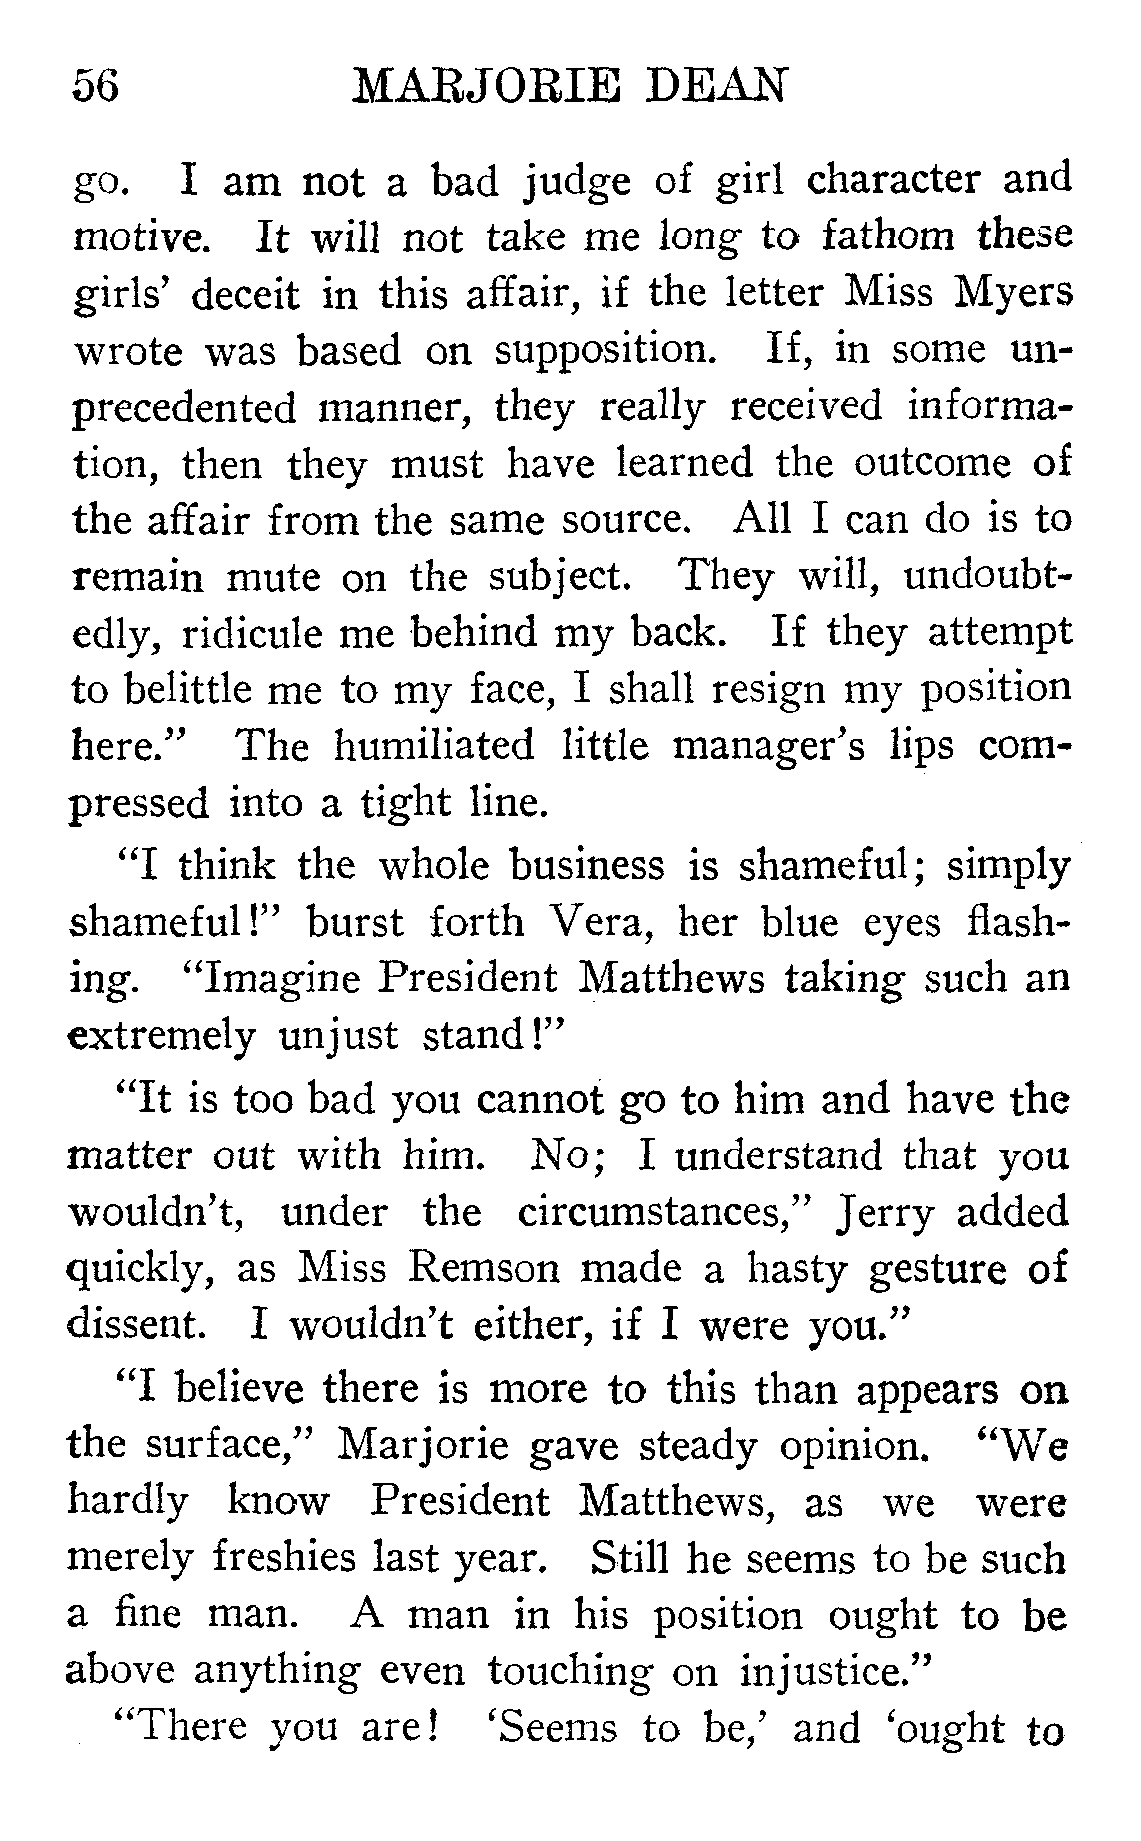 56 MARJORIE DEAN
go. I am not a bad judge of girl character and
motive. It will not take me long to fathom these
girls' deceit in this affair, if the letter Miss Myers
wrote was based on supposition. If, in some un-
precedented manner, they really received informa-
tion, then they must have learned the outcome of
the affair from the same source. All I can do is to
remain mute on the subject. They will, undoubt-
edly, ridicule me behind my back. If they attempt
to belittle me to my face, I shall resign my position
here." The humiliated little manager's lips com-
pressed into a tight line.
"I think the whole business is shameful; simply
shameful!" burst forth Vera, her blue eyes flash-
ing. "Imagine President Matthews taking such an
extremely unjust stand!"
"It is too bad you cannot go to him and have the
matter out with him. No; I understand that you
wouldn't, under the circumstances," Jerry added
quickly, as Miss Remson made a hasty gesture of
dissent. I wouldn't either, if I were you."
"I believe there is more to this than appears on
the surface," Marjorie gave steady opinion. "We
hardly know President Matthews, as we were
merely freshies last year. Still he seems to be such
a fine man. A man in his position ought to be
above anything even touching on injustice."
"There you are! 'Seems to be,' and 'ought to